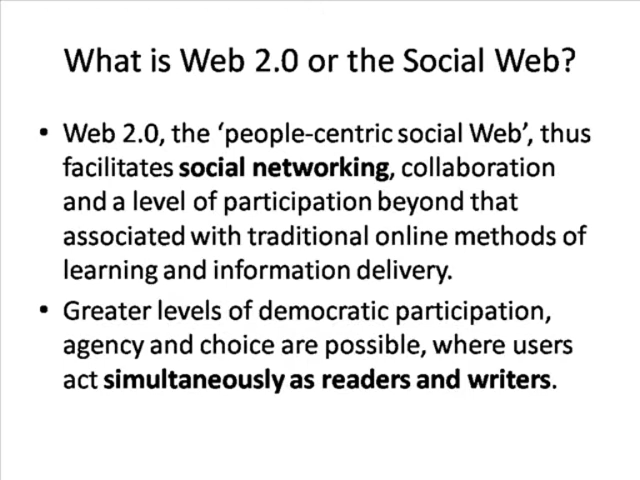 What is Web 2.0 or the Social Web?
• Web 2.0, the ‘people-centric social Web’, thus
facilitates social networking, collaboration
and a level of participation beyond that
associated with traditional online methods of
learning and information delivery.
• Greater levels of democratic participation,
agency and choice are possible, where users
act simultaneously as readers and writers.